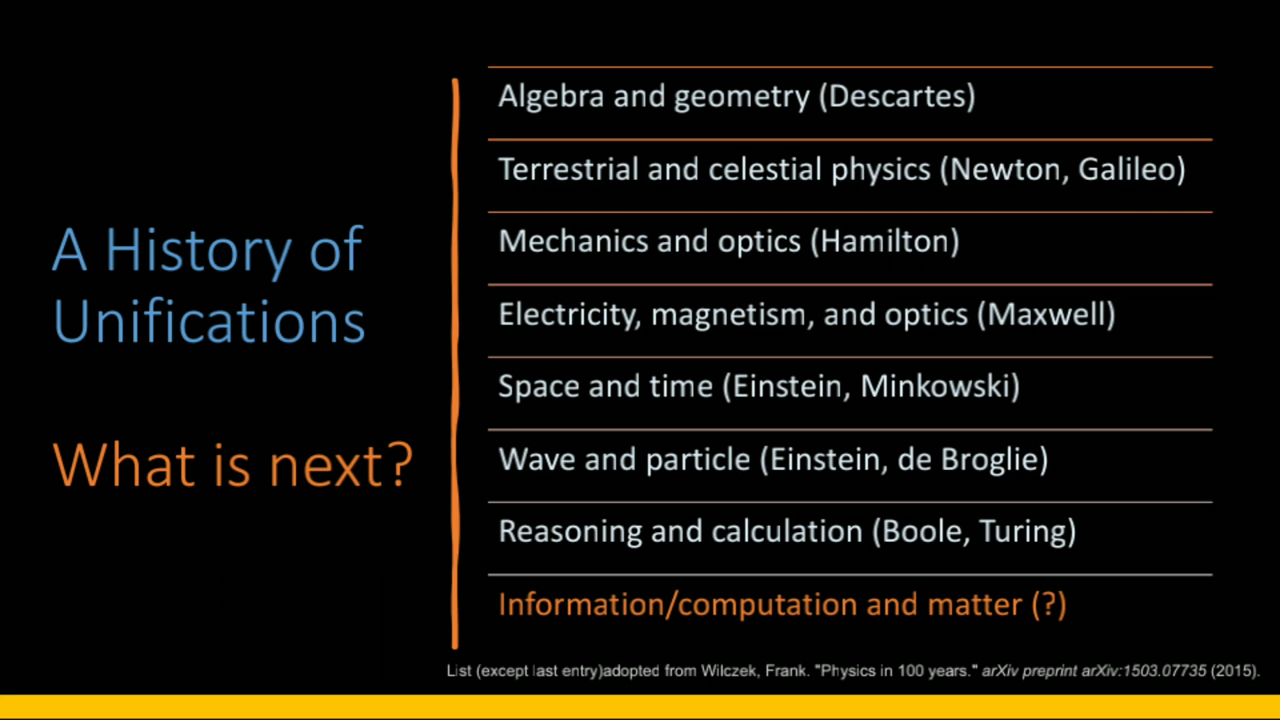 A History of
Unifications
What is next?
Algebra and geometry (Descartes)
Terrestrial and celestial physics (Newton, Galileo)
Mechanics and optics (Hamilton)
Electricity, magnetism, and optics (Maxwell)
Space and time (Einstein, Minkowski)
Wave and particle (Einstein, de Broglie)
Reasoning and calculation (Boole, Turing)
Information/computation and matter (?)
List (except last entry)adopted from Wilczek, Frank. "Physics in 100 years." arXiv preprint arXiv:1503.07735 (2015).